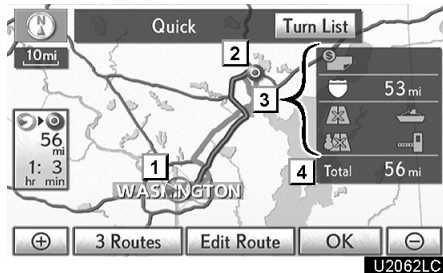 Quick
Turn List
10mi
2
3
53 mi
56
mi
1: 3
hr min
1
4
Total 56 mi
WASHINGTON
3 Routes
Edit Route
OK
U2062LC